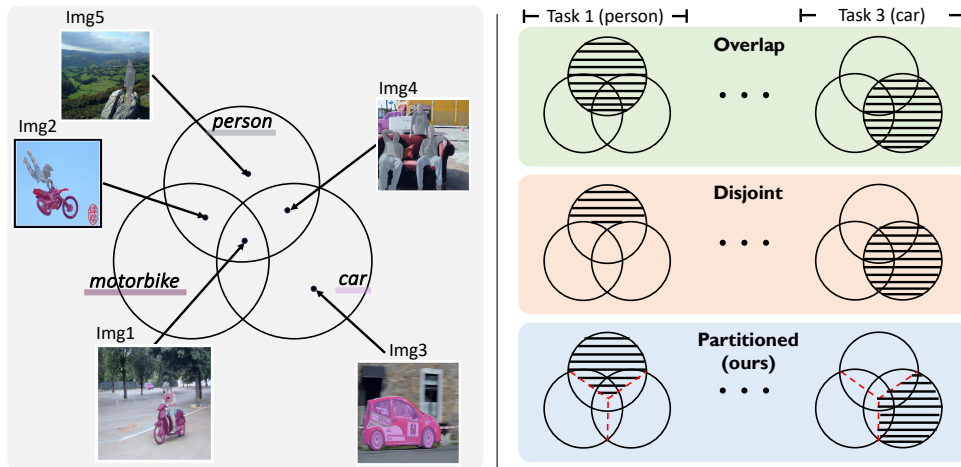 Img5
person
Img4
Img2
motorbike
car
Img1
Img3
Task 1 (person)
Task 3 (car)
Overlap
• • •
Disjoint
• • •
Partitioned
(ours)
• • •